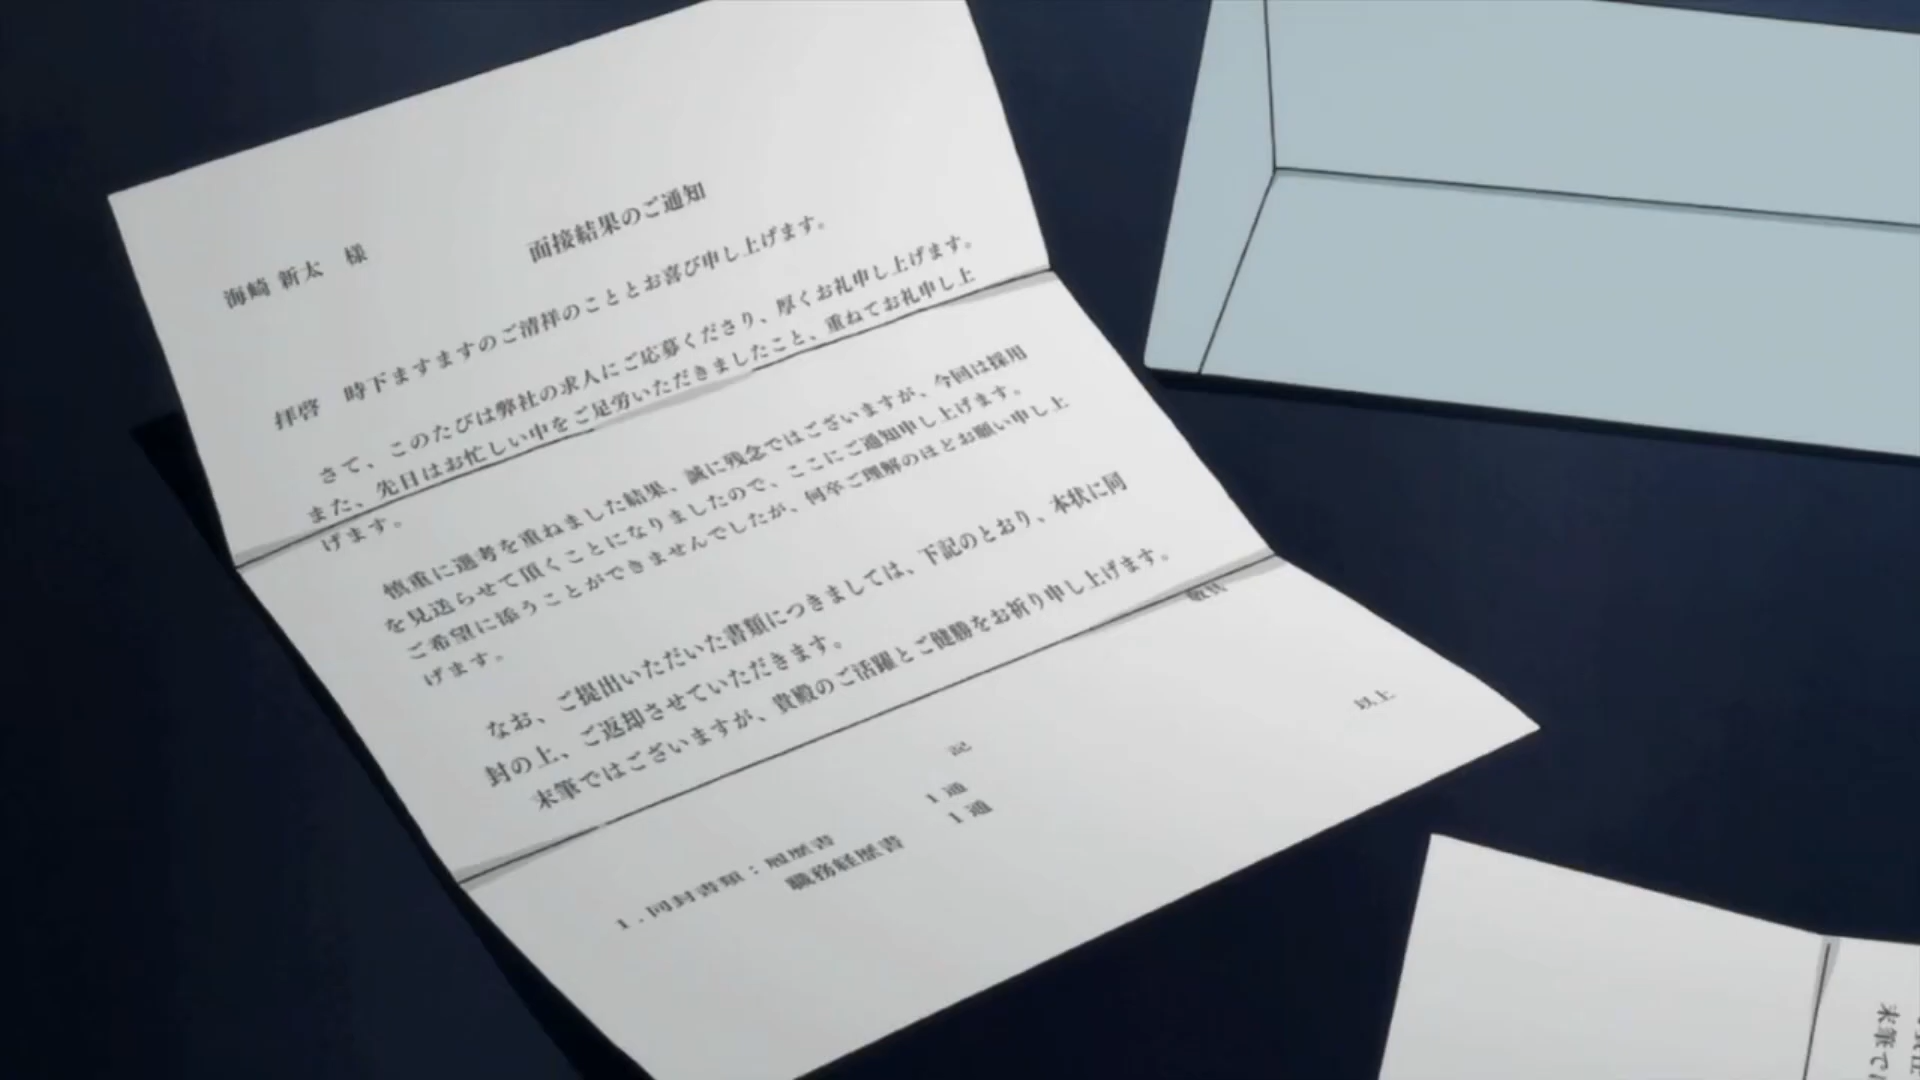 面接結果のご通知
海崎 新太 様
拝啓 時下ますますのご清祥のこととお喜び申し上げます。
さて、このたびは弊社の求人にご応募くださり、厚くお礼申し上げます。
また、先日はお忙しい中をご足労いただきましたこと、重ねてお礼申し上
げます。
慎重に選考を重ねました結果、誠に残念ではございますが、今回は採用
を見送らせて頂くことになりましたので、ここにご通知申し上げます。
ご希望に添うことができませんでしたが、何卒ご理解のほどお願い申し上
げます。
なお、ご提出いただいた書類につきましては、下記のとおり、本状に同
封の上、ご返却させていただきます。
末筆ではございますが、貴殿のご活躍とご健勝をお祈り申し上げます。
敬具
記
以上
1.同封書類：履歴書 1通
職務経歴書 1通
末筆で